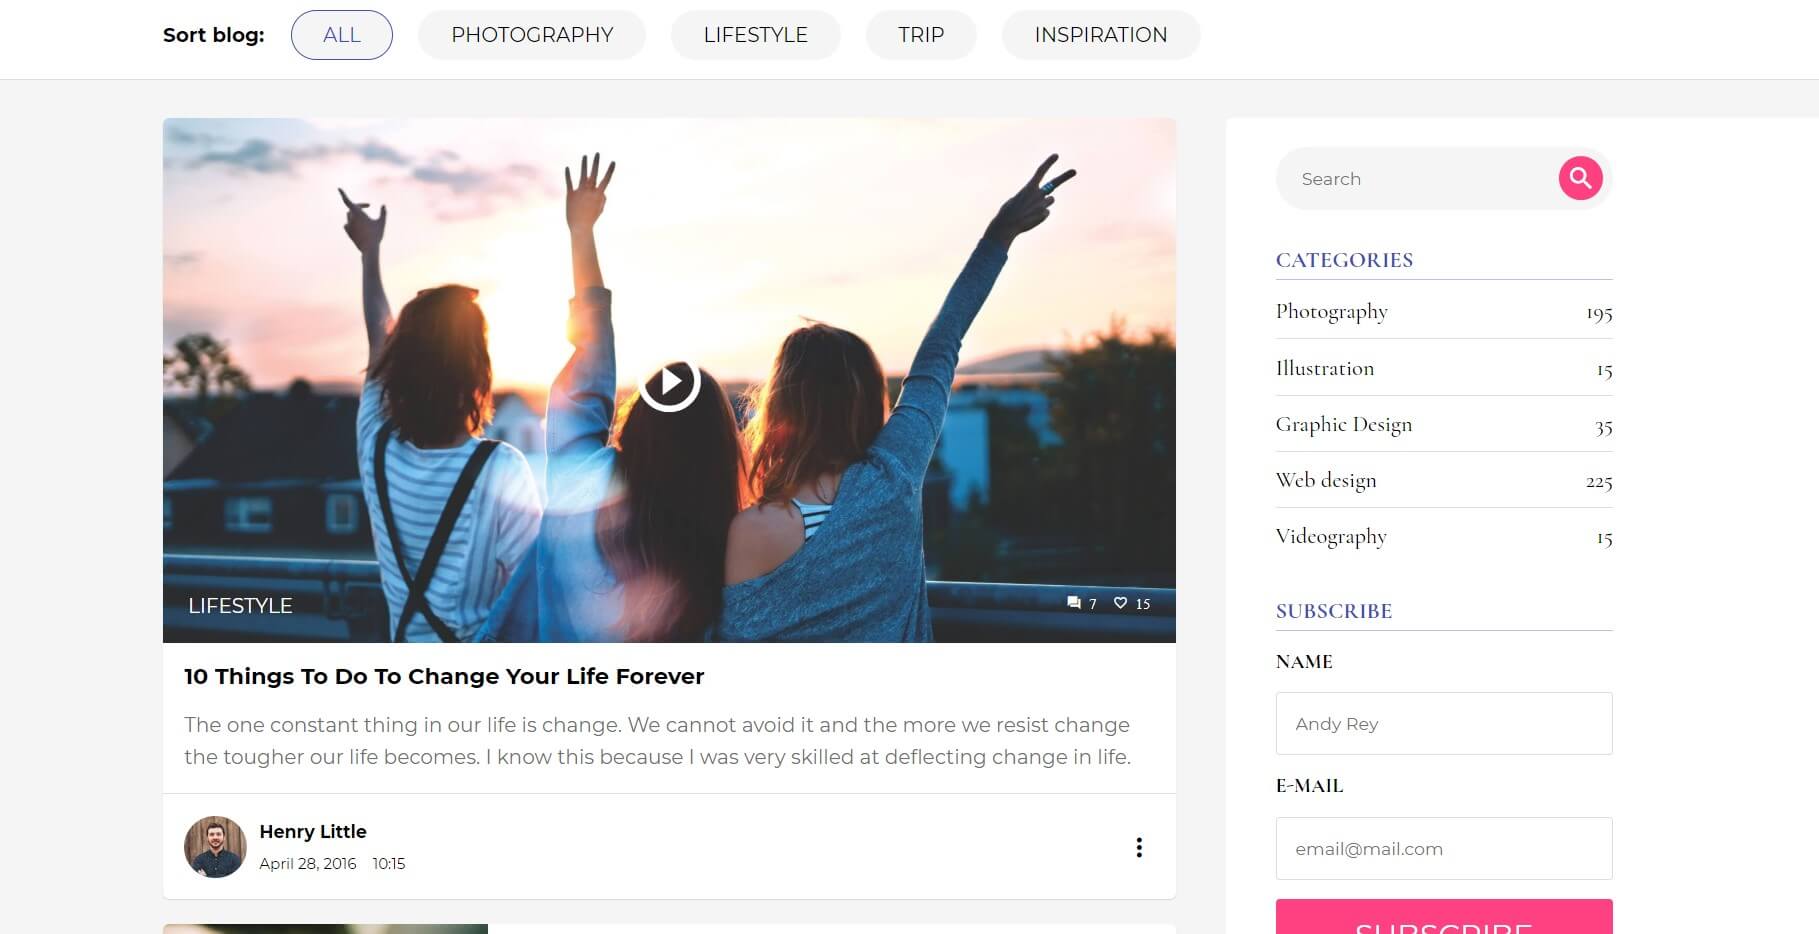 Sort blog: ALL PHOTOGRAPHY LIFESTYLE TRIP INSPIRATION
LIFESTYLE 7 15
10 Things To Do To Change Your Life Forever
The one constant thing in our life is change. We cannot avoid it and the more we resist change
the tougher our life becomes. I know this because I was very skilled at deflecting change in life.
Henry Little
April 28, 2016 10:15
Search
CATEGORIES
Photography 195
Illustration 15
Graphic Design 35
Web design 225
Videography 15
SUBSCRIBE
NAME
Andy Rey
E-MAIL
email@mail.com
SUBSCRIBE